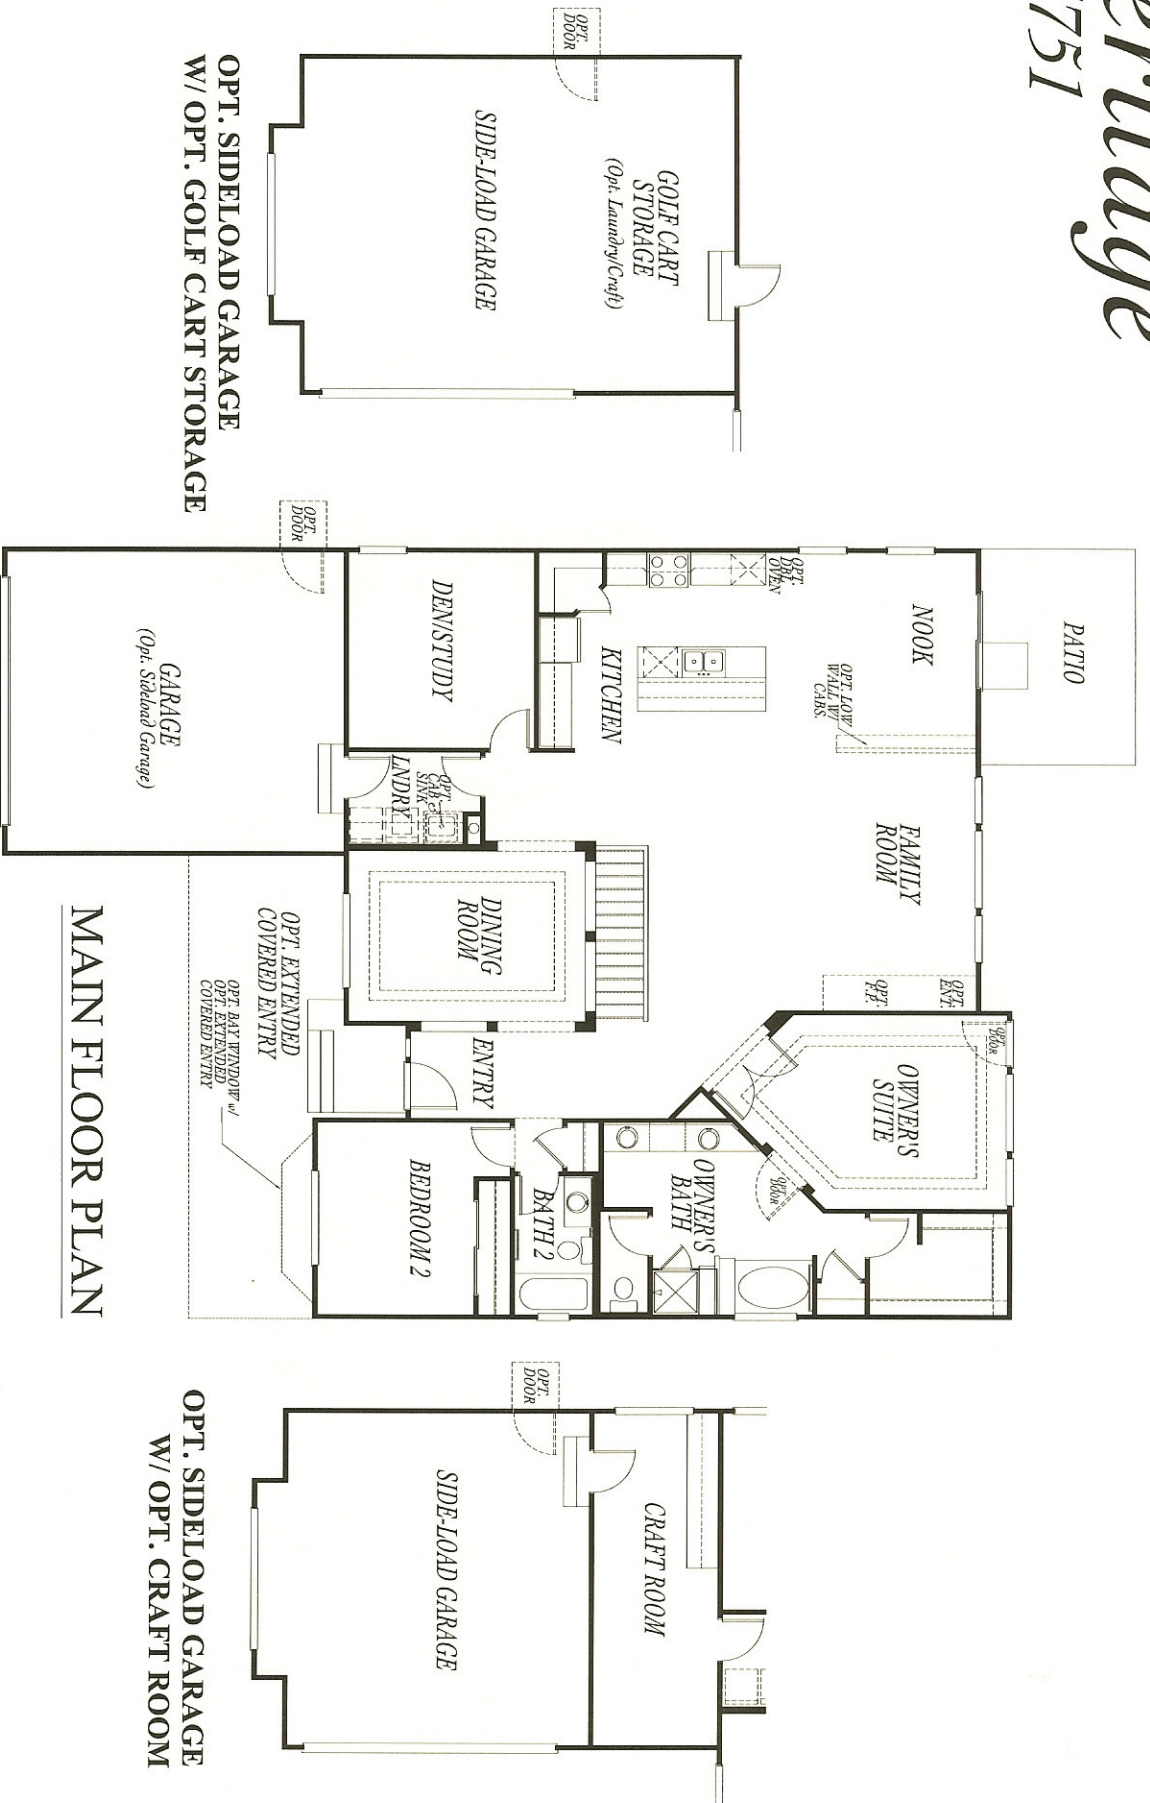 eritage
751
OPT.
DOOR
GOLF CART
STORAGE
(Opt. Laundry/Craft)
SIDE-LOAD GARAGE
OPT. SIDELOAD GARAGE
W/ OPT. GOLF CART STORAGE
PATIO
NOOK
OPT.
DBL
OVEN
OPT. LOW
WALL W/
CABS.
KITCHEN
FAMILY
ROOM
OPT.
ENT.
OPT.
F.P.
OPT.
DOOR
OWNER'S
SUITE
OPT.
DOOR
OWNER'S
BATH
DEN/STUDY
OPT.
CAB &
SINK
LNDRY
DINING
ROOM
ENTRY
BATH 2
BEDROOM 2
OPT.
DOOR
GARAGE
(Opt. Sideload Garage)
OPT. EXTENDED
COVERED ENTRY
OPT. BAY WINDOW w/
OPT. EXTENDED
COVERED ENTRY
MAIN FLOOR PLAN
OPT.
DOOR
CRAFT ROOM
SIDE-LOAD GARAGE
OPT. SIDELOAD GARAGE
W/ OPT. CRAFT ROOM